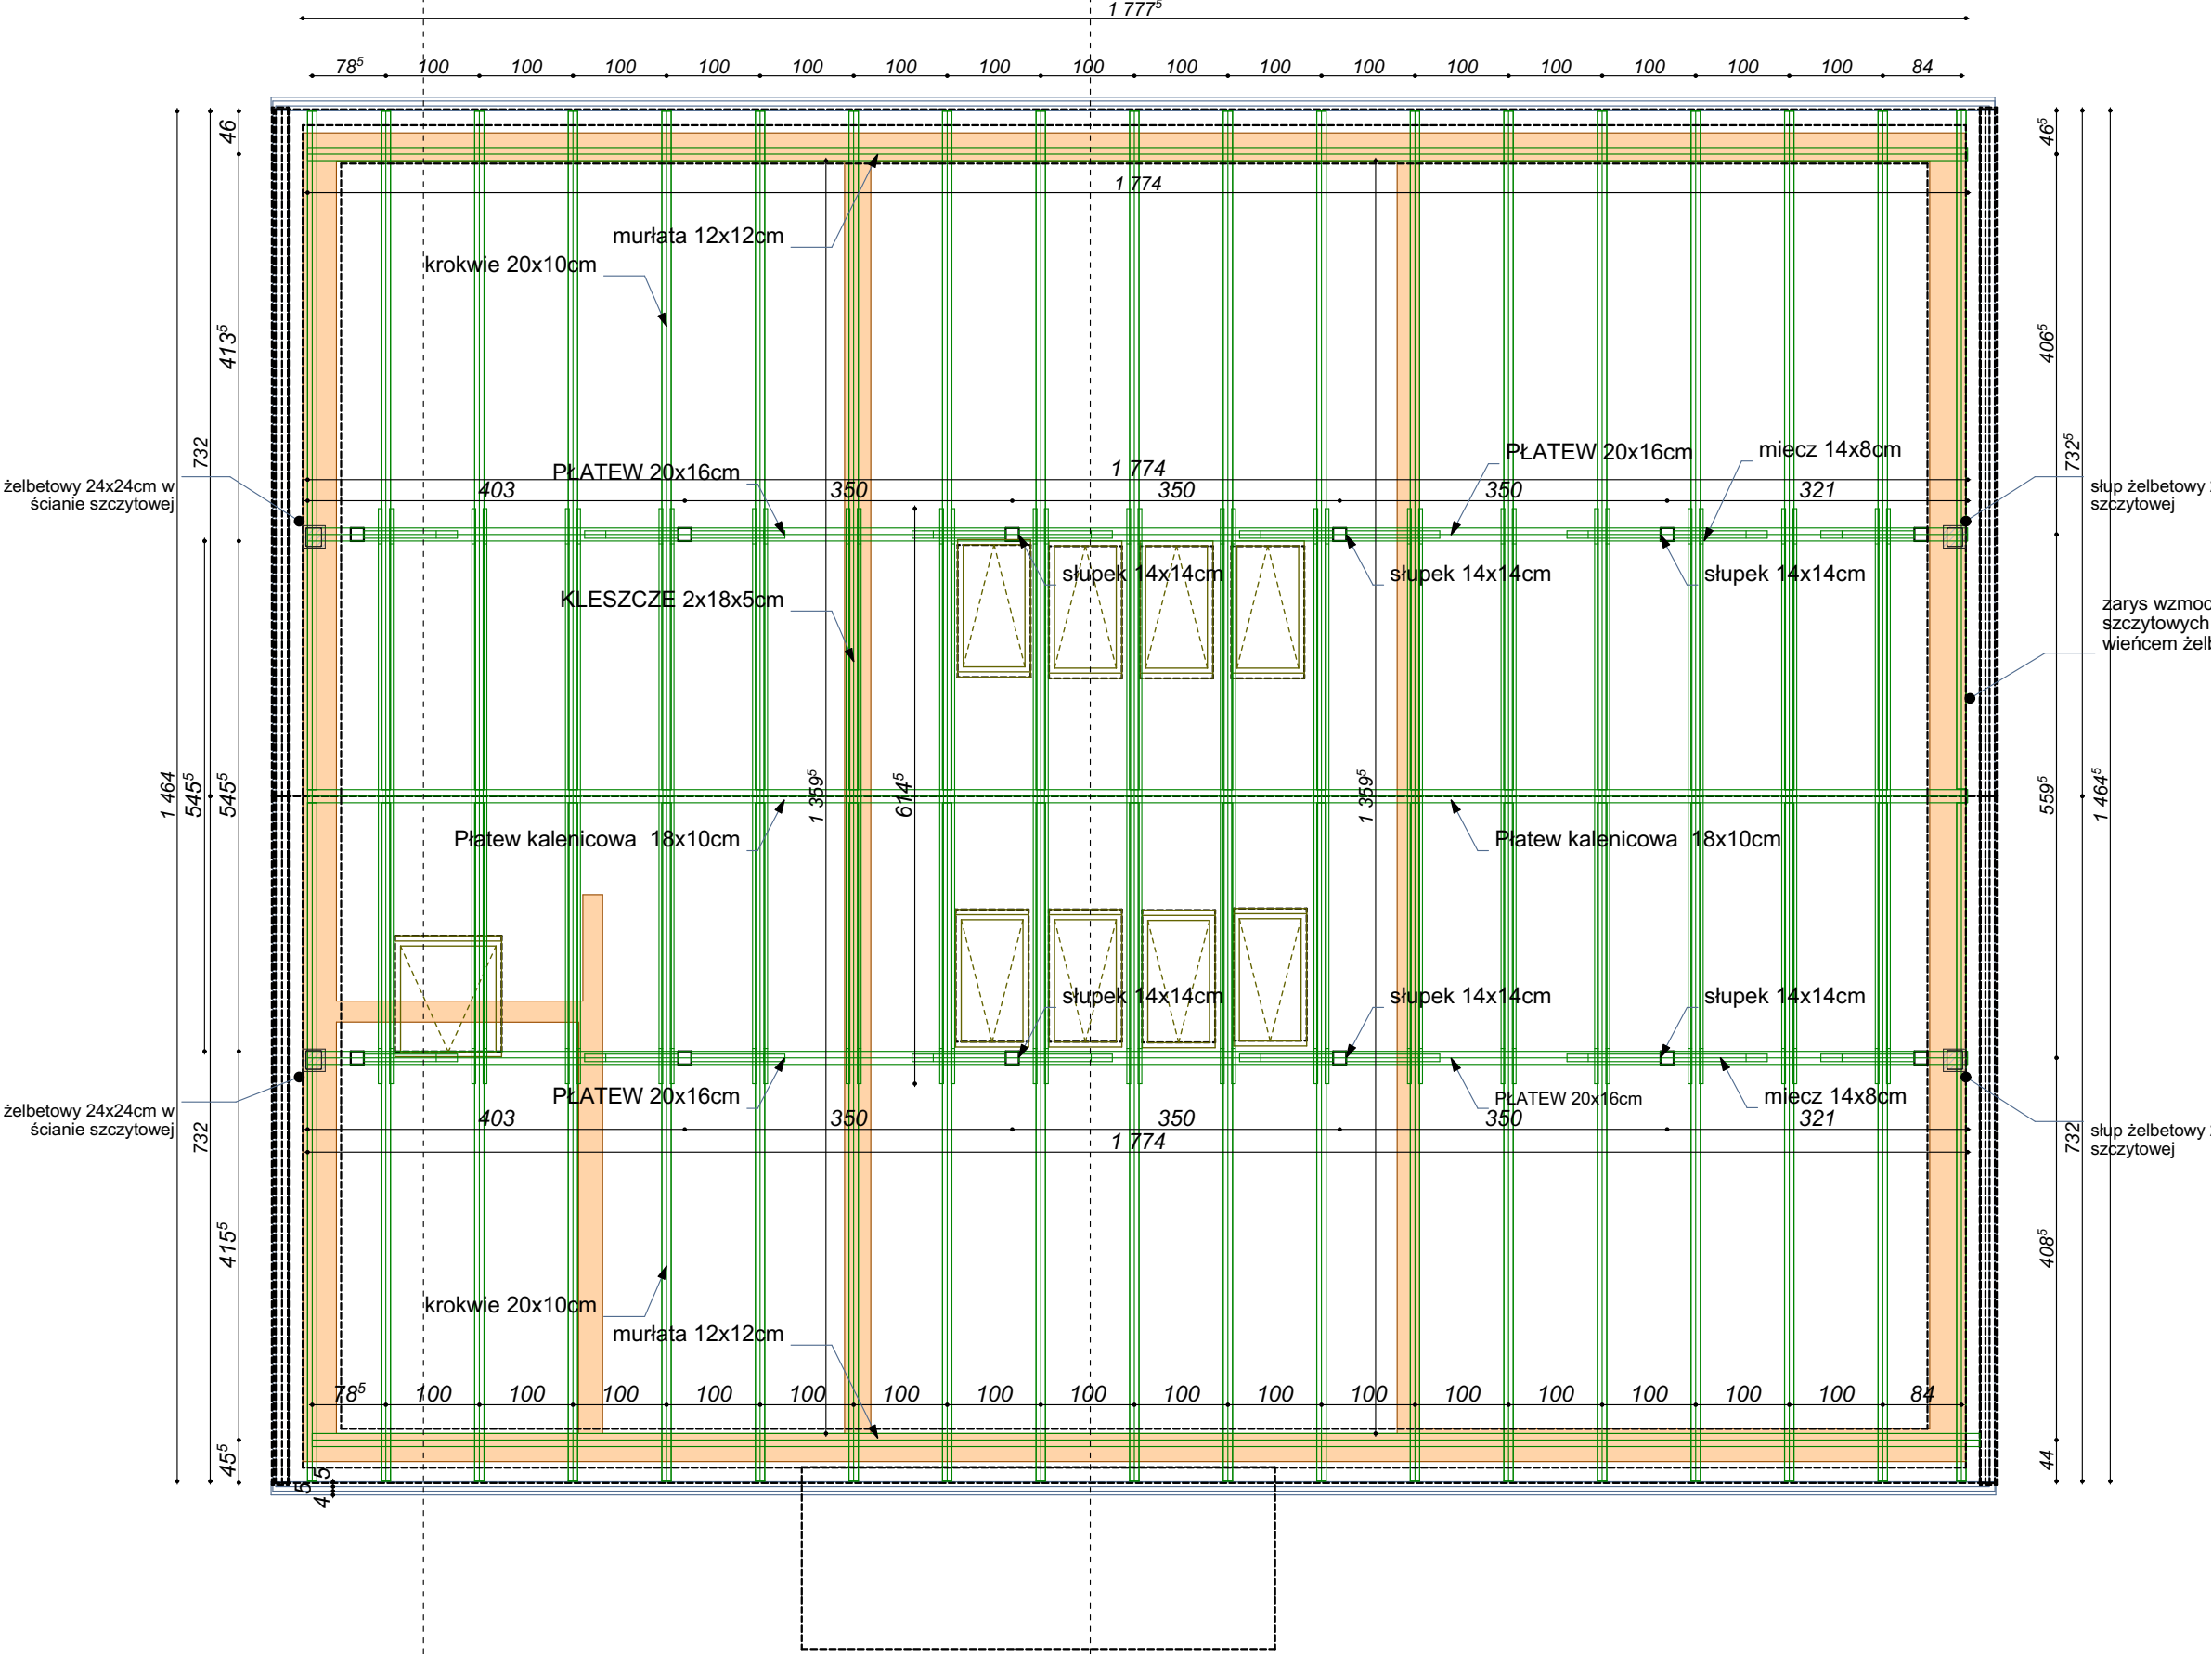 1 777⁵
78⁵ 100 100 100 100 100 100 100 100 100 100 100 100 100 100 100 100 84
46
46⁵
1 774
murłata 12x12cm
krokwie 20x10cm
413⁵
406⁵
732
732⁵
PŁATEW 20x16cm
1 774
PŁATEW 20x16cm
miecz 14x8cm
403 350 350 350 321
żelbetowy 24x24cm w
ścianie szczytowej
słup żelbetowy
szczytowej
słupek 14x14cm
słupek 14x14cm
słupek 14x14cm
KLESZCZE 2x18x5cm
szczytowych
1 464
545⁵
545⁵
1 359⁵
614⁵
1 359⁵
559⁵
1 464⁵
Płatew kalenicowa 18x10cm
Płatew kalenicowa 18x10cm
słupek 14x14cm
słupek 14x14cm
słupek 14x14cm
PŁATEW 20x16cm
PŁATEW 20x16cm
miecz 14x8cm
żelbetowy 24x24cm w
ścianie szczytowej
403 350 350 350 321
1 774
732
732
słup żelbetowy
szczytowej
415⁵
408⁵
krokwie 20x10cm
murłata 12x12cm
78⁵ 100 100 100 100 100 100 100 100 100 100 100 100 100 100 100 100 84
45⁵
44
5
5
4